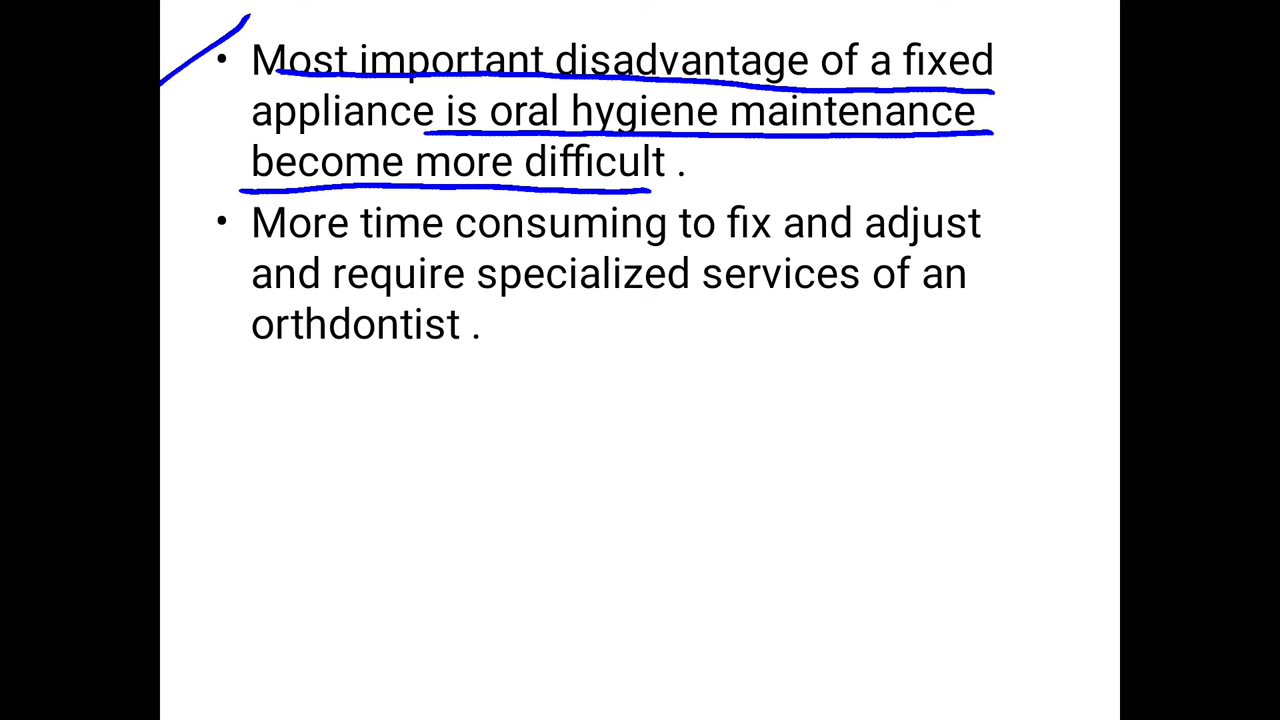 • Most important disadvantage of a fixed
appliance is oral hygiene maintenance
become more difficult .
• More time consuming to fix and adjust
and require specialized services of an
orthdontist .